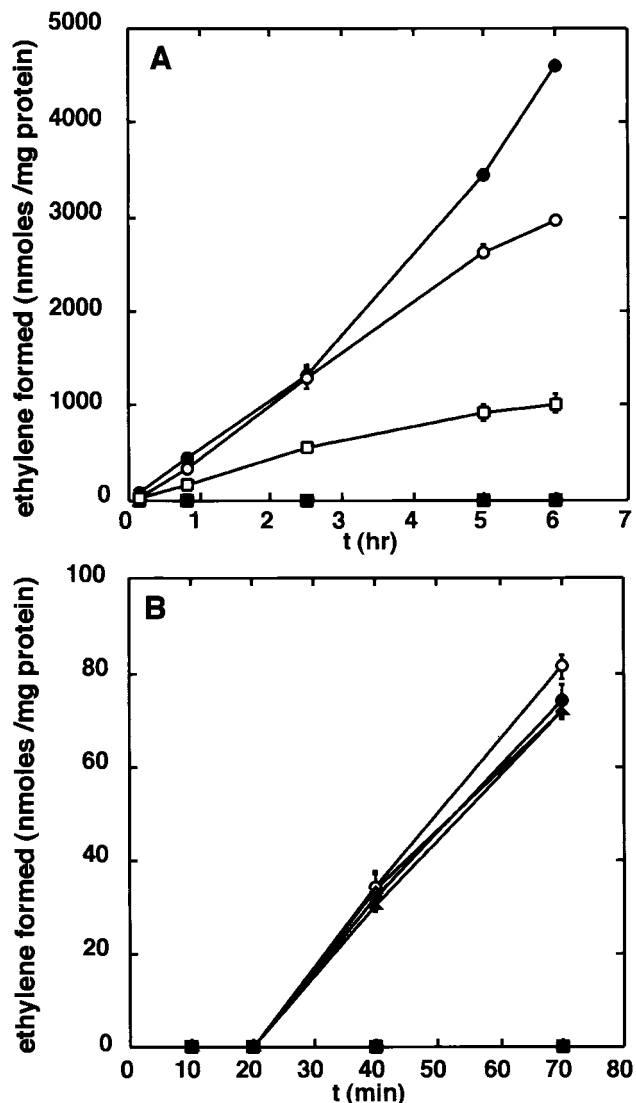 A
ethylene formed (nmoles /mg protein)
5000
4000
3000
2000
1000
0
0 1 2 3 4 5 6 7
t (hr)
B
ethylene formed (nmoles /mg protein)
100
80
60
40
20
0
0 10 20 30 40 50 60 70 80
t (min)